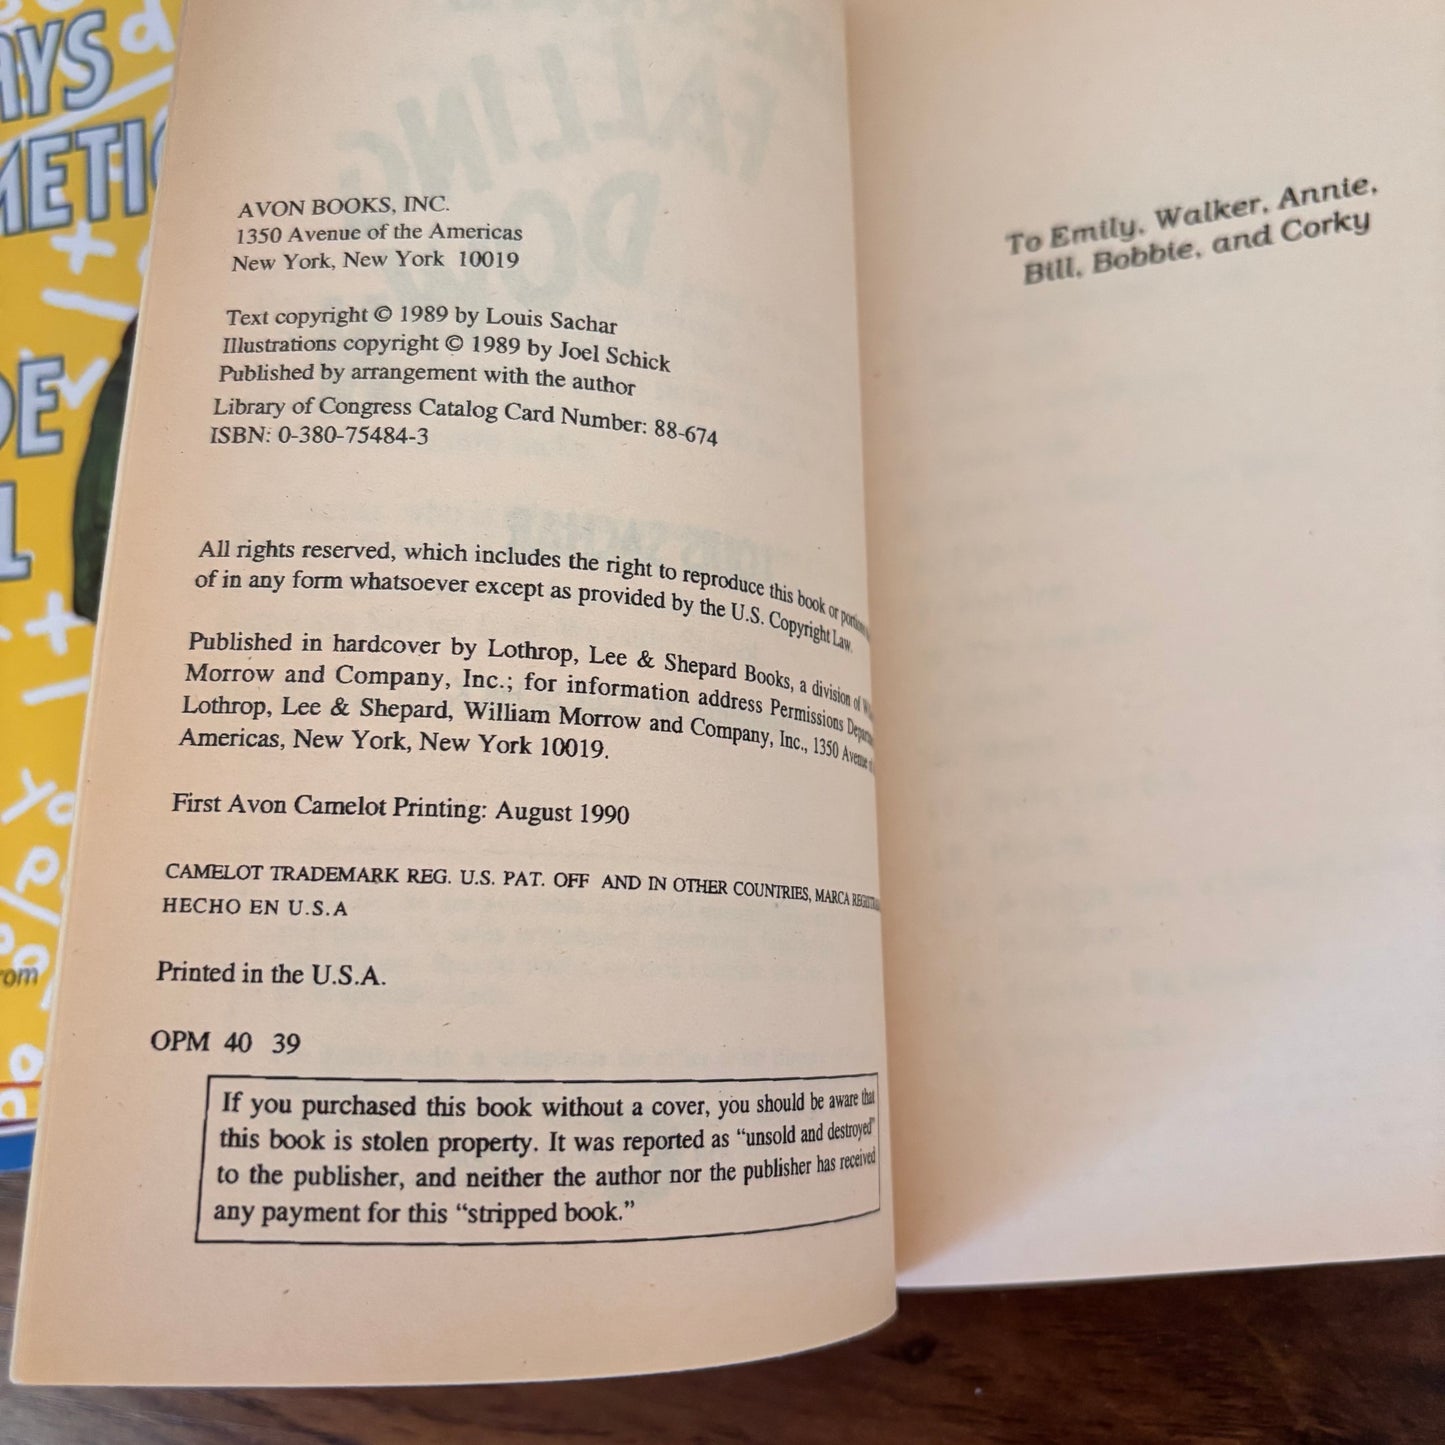 AYS
METIC
DE
L
yo
rom
AVON BOOKS, INC.
1350 Avenue of the Americas
New York, New York 10019
Text copyright © 1989 by Louis Sachar
Illustrations copyright © 1989 by Joel Schick
Published by arrangement with the author
Library of Congress Catalog Card Number: 88-674
ISBN: 0-380-75484-3
All rights reserved, which includes the right to reproduce this book or portions
of in any form whatsoever except as provided by the U.S. Copyright Law.
Published in hardcover by Lothrop, Lee & Shepard Books, a division of
Morrow and Company, Inc.; for information address Permissions
Lothrop, Lee & Shepard, William Morrow and Company, Inc., 1350 Avenue
Americas, New York, New York 10019.
First Avon Camelot Printing: August 1990
CAMELOT TRADEMARK REG. U.S. PAT. OFF AND IN OTHER COUNTRIES, MARCA
HECHO EN U.S.A
Printed in the U.S.A.
OPM 40 39
If you purchased this book without a cover, you should be aware that
this book is stolen property. It was reported as “unsold and destroyed”
to the publisher, and neither the author nor the publisher has received
any payment for this “stripped book.”
To Emily, Walker, Annie,
Bill, Bobbie, and Corky